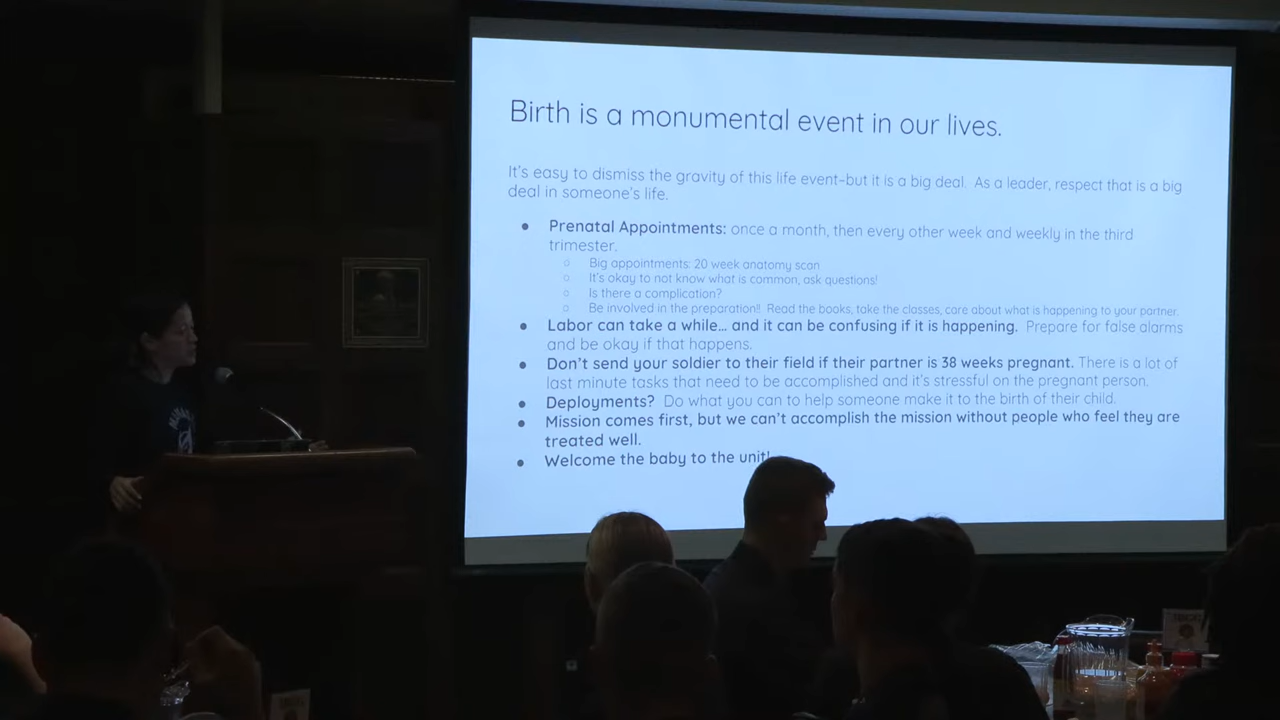 Birth is a monumental event in our lives.
It's easy to dismiss the gravity of this life event–but it is a big deal. As a leader, respect that is a big
deal in someone's life.
● Prenatal Appointments: once a month, then every other week and weekly in the third
trimester.
○ Big appointments: 20 week anatomy scan
○ It's okay to not know what is common, ask questions!
○ Is there a complication?
○ Be involved in the preparation!! Read the books, take the classes, care about what is happening to your partner.
● Labor can take a while... and it can be confusing if it is happening. Prepare for false alarms
and be okay if that happens.
● Don't send your soldier to their field if their partner is 38 weeks pregnant. There is a lot of
last minute tasks that need to be accomplished and it's stressful on the pregnant person.
● Deployments? Do what you can to help someone make it to the birth of their child.
● Mission comes first, but we can't accomplish the mission without people who feel they are
treated well.
● Welcome the baby to the unit!